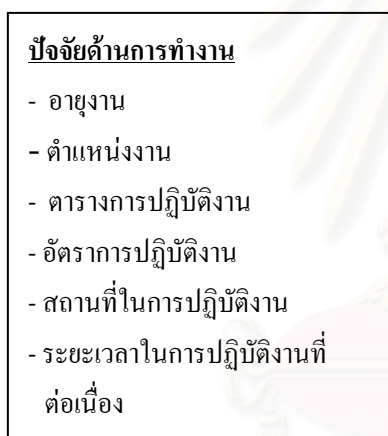 ปัจจัยด้านการทำงาน
- อายุงาน
- ตำแหน่งงาน
- ตารางการปฏิบัติงาน
- อัตราการปฏิบัติงาน
- สถานที่ในการปฏิบัติงาน
- ระยะเวลาในการปฏิบัติงานที่
ต่อเนื่อง